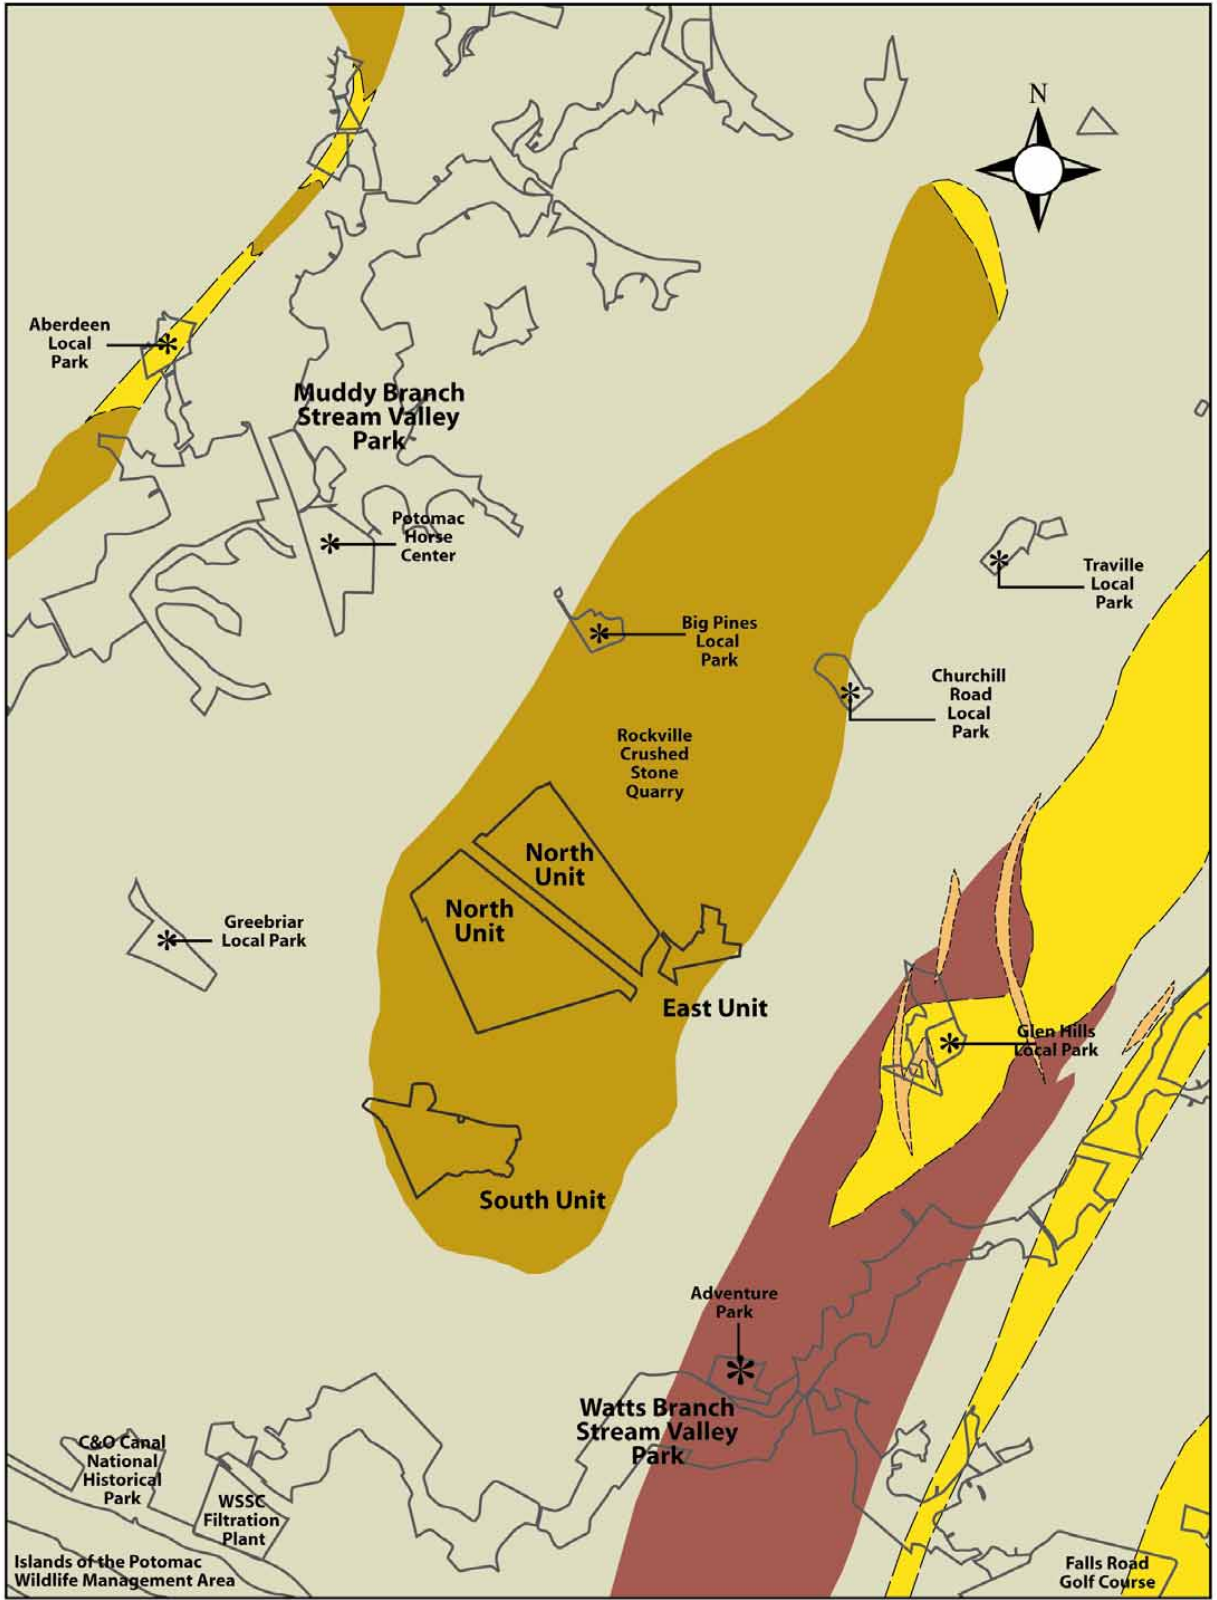 N
Aberdeen
Local
Park
Muddy Branch
Stream Valley
Park
Potomac
Horse
Center
Traville
Local
Park
Big Pines
Local
Park
Churchill
Road
Local
Park
Rockville
Crushed
Stone
Quarry
North
Unit
North
Unit
Greebriar
Local Park
East Unit
Glen Hills
Local Park
South Unit
Adventure
Park
Watts Branch
Stream Valley
Park
C&O Canal
National
Historical
Park
WSSC
Filtration
Plant
Islands of the Potomac
Wildlife Management Area
Falls Road
Golf Course